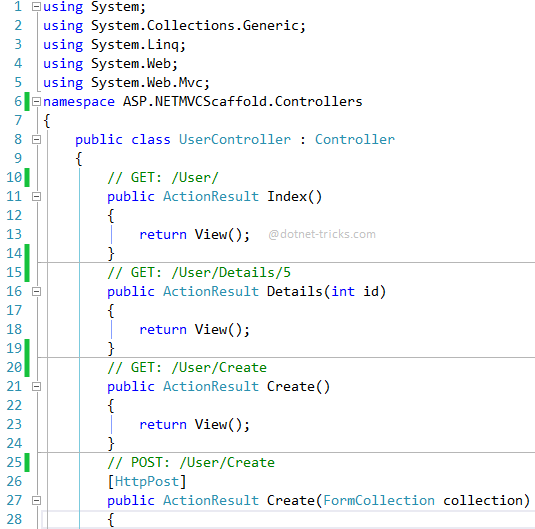 1 using System;
2 using System.Collections.Generic;
3 using System.Linq;
4 using System.Web;
5 using System.Web.Mvc;
6 namespace ASP.NETMVCScaffold.Controllers
7 {
8 public class UserController : Controller
9 {
10 // GET: /User/
11 public ActionResult Index()
12 {
13 return View(); @dotnet-tricks.com
14 }
15 // GET: /User/Details/5
16 public ActionResult Details(int id)
17 {
18 return View();
19 }
20 // GET: /User/Create
21 public ActionResult Create()
22 {
23 return View();
24 }
25 // POST: /User/Create
26 [HttpPost]
27 public ActionResult Create(FormCollection collection)
28 {